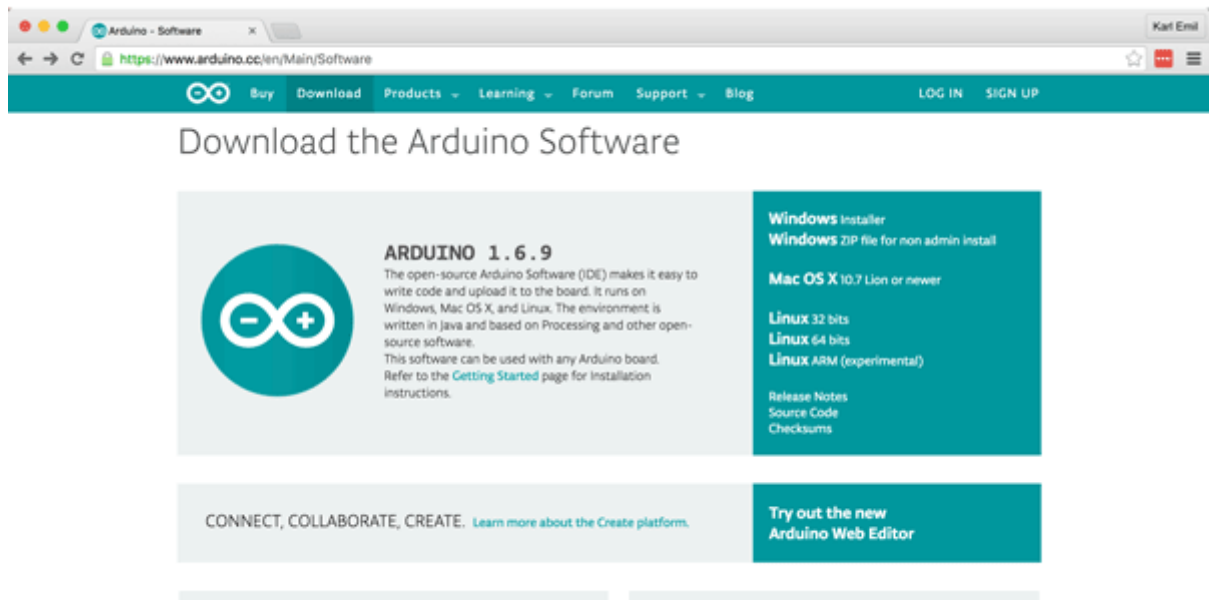 Arduino - Software
Karl Emil
https://www.arduino.cc/en/Main/Software
Buy Download Products Learning Forum Support Blog LOG IN SIGN UP
Download the Arduino Software
ARDUINO 1.6.9
The open-source Arduino Software (IDE) makes it easy to
write code and upload it to the board. It runs on
Windows, Mac OS X, and Linux. The environment is
written in Java and based on Processing and other open-
source software.
This software can be used with any Arduino board.
Refer to the Getting Started page for Installation
instructions.
Windows Installer
Windows ZIP file for non admin install
Mac OS X 10.7 Lion or newer
Linux 32 bits
Linux 64 bits
Linux ARM (experimental)
Release Notes
Source Code
Checksums
CONNECT, COLLABORATE, CREATE. Learn more about the Create platform.
Try out the new
Arduino Web Editor